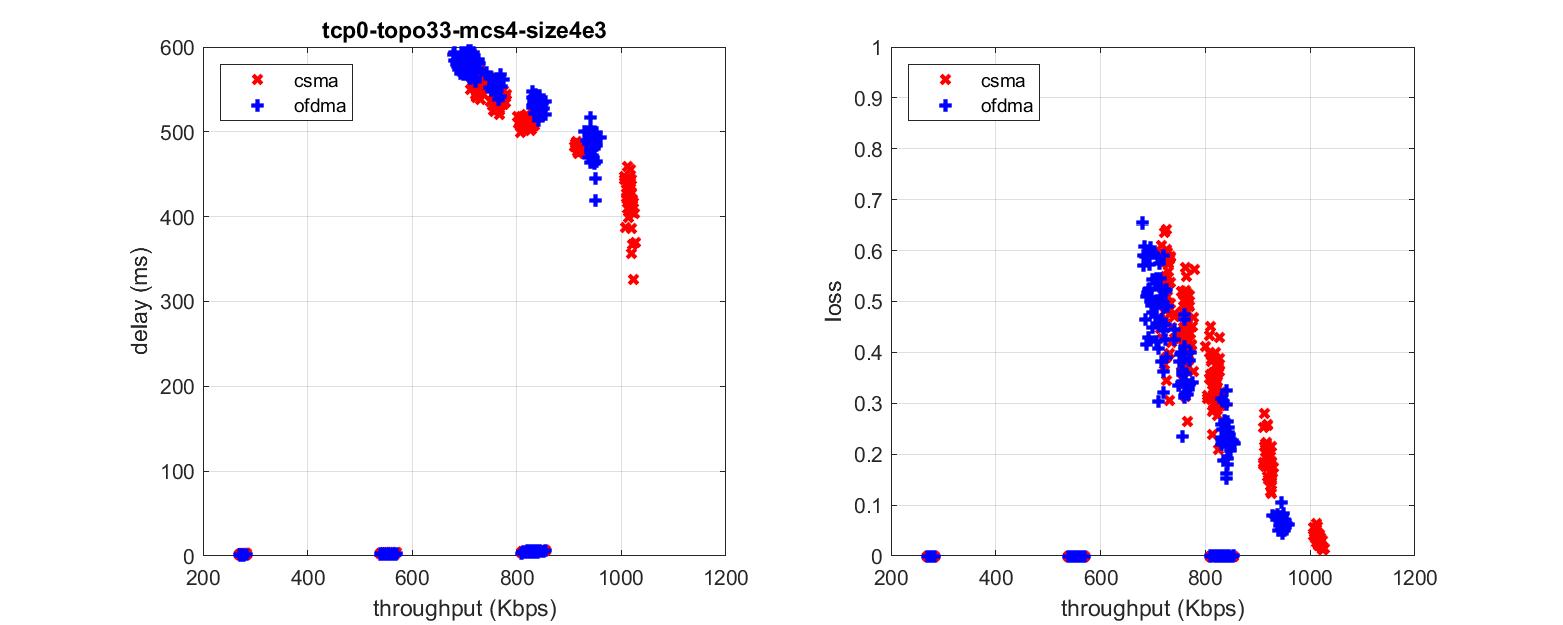 tcp0-topo33-mcs4-size4e3
csma
ofdma
600
500
400
300
200
100
0
delay (ms)
200 400 600 800 1000 1200
throughput (Kbps)
csma
ofdma
1
0.9
0.8
0.7
0.6
0.5
0.4
0.3
0.2
0.1
0
loss
200 400 600 800 1000 1200
throughput (Kbps)